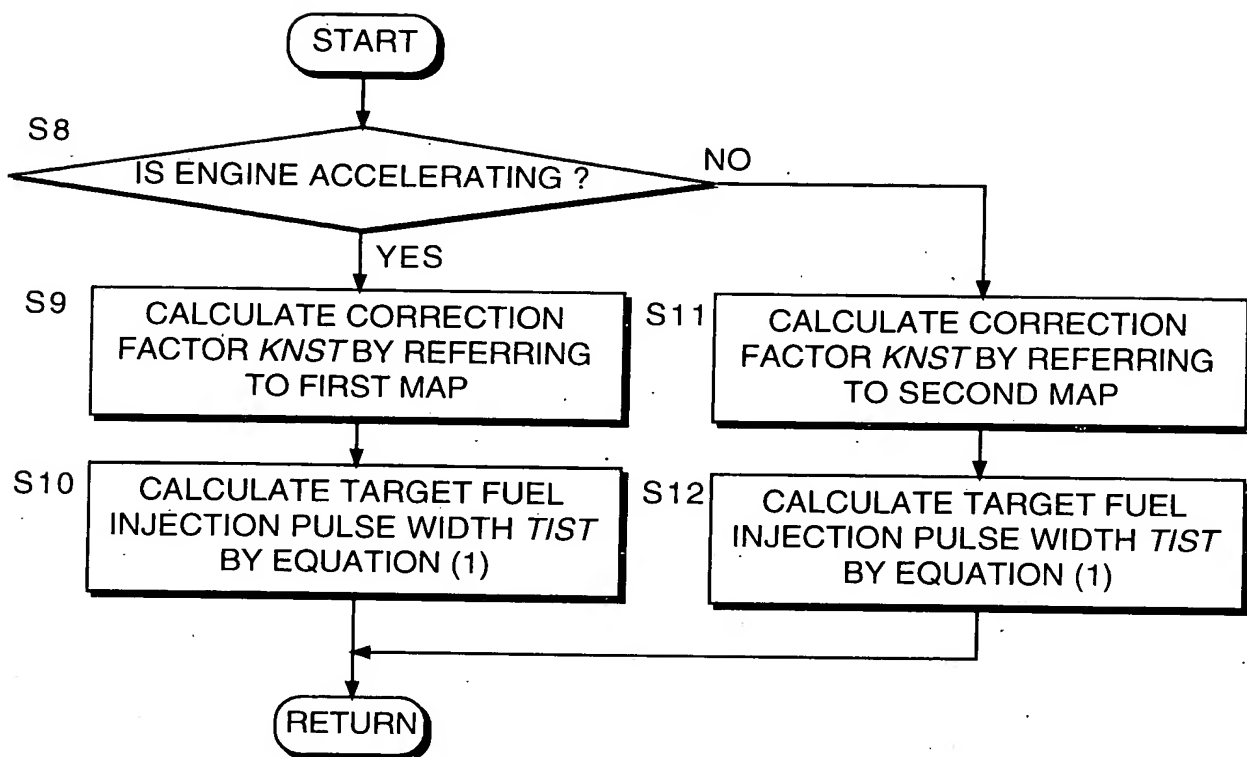 START
S8
IS ENGINE ACCELERATING ?
NO
YES
S9
CALCULATE CORRECTION
FACTOR KNST BY REFERRING
TO FIRST MAP
S11
CALCULATE CORRECTION
FACTOR KNST BY REFERRING
TO SECOND MAP
S10
CALCULATE TARGET FUEL
INJECTION PULSE WIDTH TIST
BY EQUATION (1)
S12
CALCULATE TARGET FUEL
INJECTION PULSE WIDTH TIST
BY EQUATION (1)
RETURN